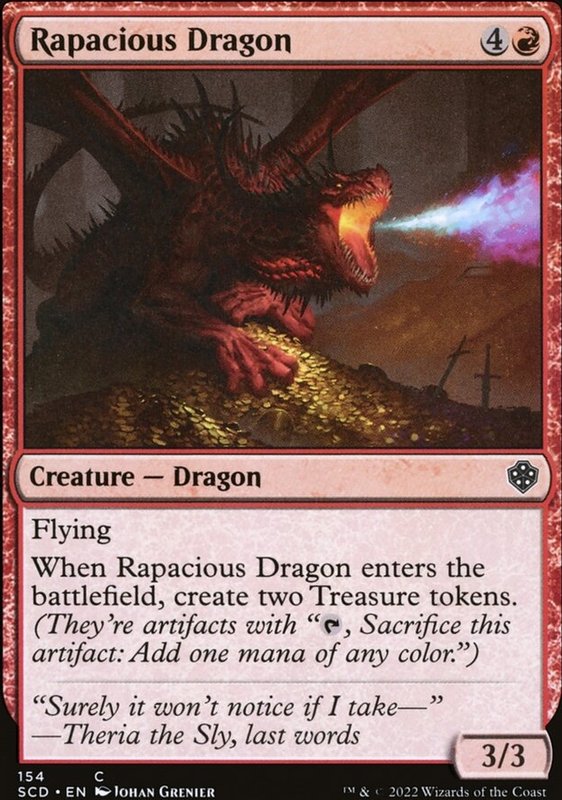 Rapacious Dragon 4
Creature — Dragon
Flying
When Rapacious Dragon enters the
battlefield, create two Treasure tokens.
(They're artifacts with “, Sacrifice this
artifact: Add one mana of any color.”)
“Surely it won't notice if I take—”
—Theria the Sly, last words
3/3
154 C
SCD • EN Johan Grenier
™ & © 2022 Wizards of the Coast